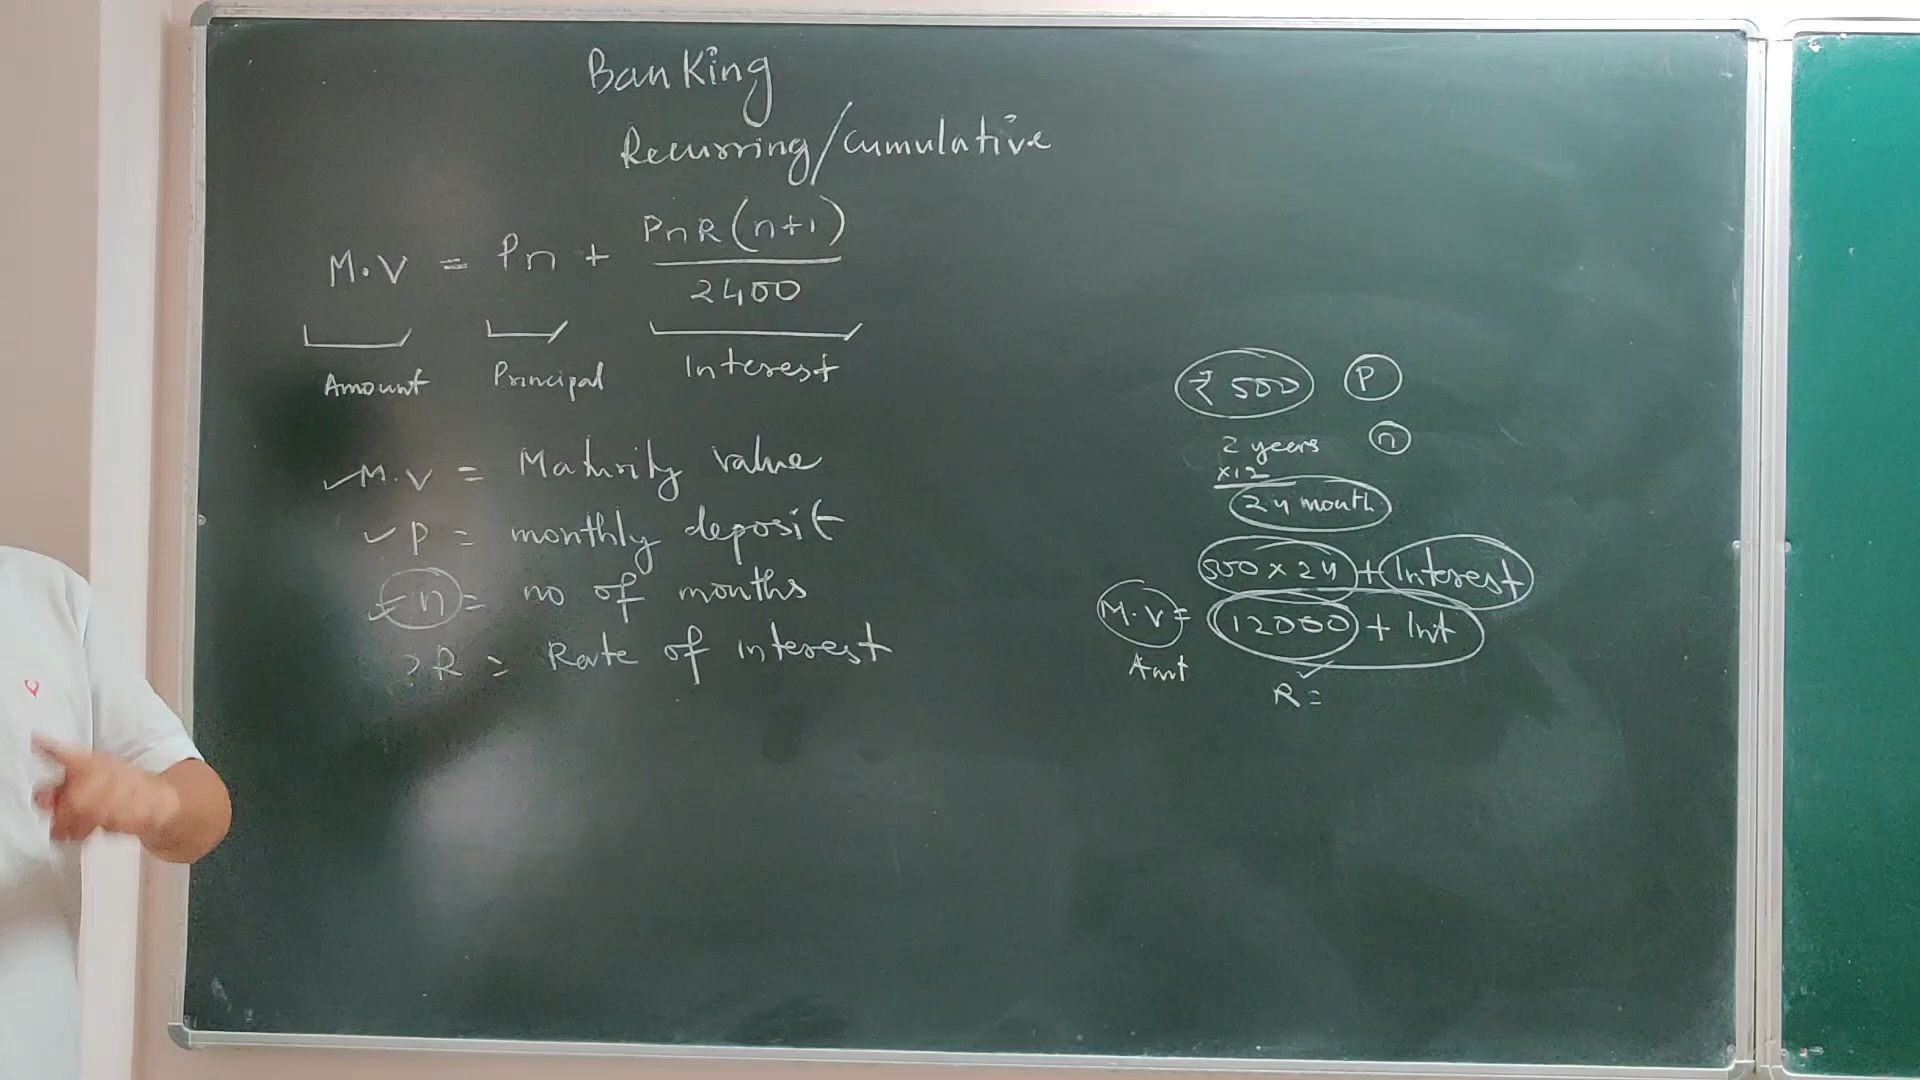 Banking
Recurring/Cumulative
M.V = Pn + PnR(n+1)
2400
Amount Principal Interest
M.V = Maturity value
P = monthly deposit
n = no of months
R = Rate of interest
₹ 500 P
2 years n
×12
24 month
500 × 24 + Interest
M.V = 12000 + Int
Amt
R =